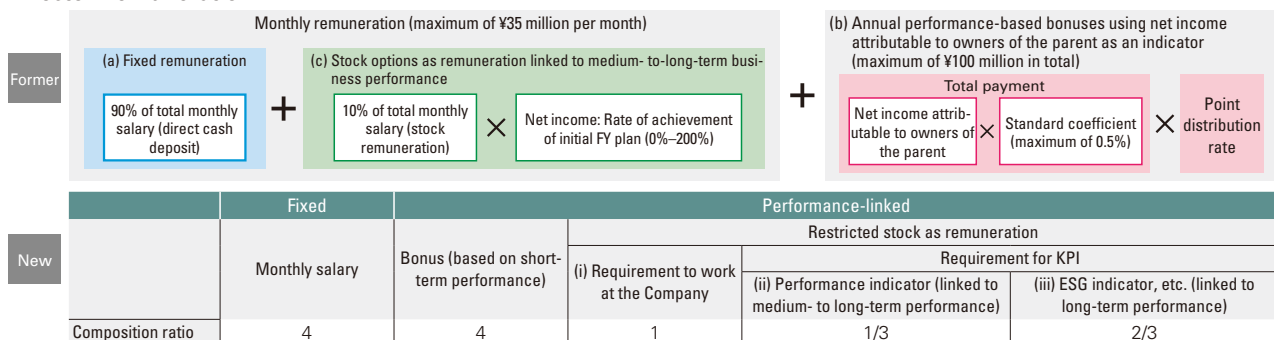 Monthly remuneration (maximum of ¥35 million per month)
(b) Annual performance-based bonuses using net income
attributable to owners of the parent as an indicator
(maximum of ¥100 million in total)
Former
(a) Fixed remuneration
90% of total monthly
salary (direct cash
deposit)
+
(c) Stock options as remuneration linked to medium- to-long-term busi-
ness performance
10% of total monthly
salary (stock
remuneration)
×
Net income: Rate of achievement
of initial FY plan (0%–200%)
+
Total payment
Net income attrib-
utable to owners of
the parent
×
Standard coefficient
(maximum of 0.5%)
×
Point
distribution
rate
New
Fixed
Performance-linked
Monthly salary
Bonus (based on short-
term performance)
Restricted stock as remuneration
(i) Requirement to work
at the Company
Requirement for KPI
(ii) Performance indicator (linked to
medium- to long-term performance)
(iii) ESG indicator, etc. (linked to
long-term performance)
Composition ratio 4 4 1 1/3 2/3